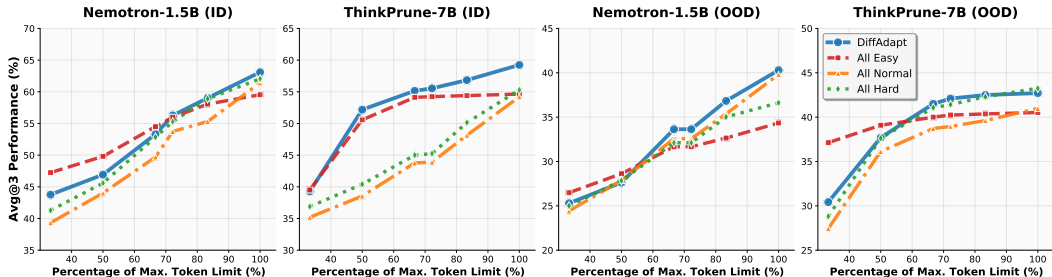 Nemotron-1.5B (ID)
ThinkPrune-7B (ID)
Nemotron-1.5B (OOD)
ThinkPrune-7B (OOD)
Avg@3 Performance (%)
70
65
60
55
50
45
40
35
40 50 60 70 80 90 100
Percentage of Max. Token Limit (%)
65
60
55
50
45
40
35
30
40 50 60 70 80 90 100
Percentage of Max. Token Limit (%)
45
40
35
30
25
20
40 50 60 70 80 90 100
Percentage of Max. Token Limit (%)
50
45
40
35
30
25
DiffAdapt
All Easy
All Normal
All Hard
40 50 60 70 80 90 100
Percentage of Max. Token Limit (%)